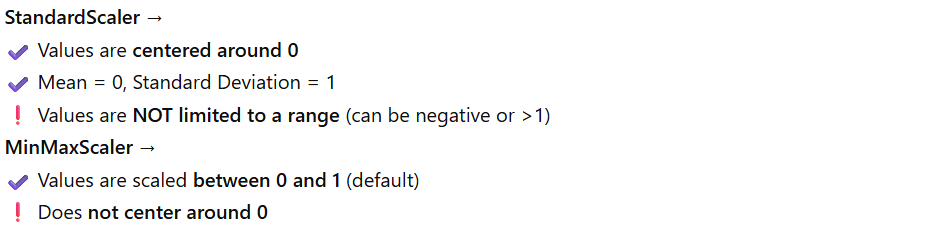 StandardScaler →
✔ Values are centered around 0
✔ Mean = 0, Standard Deviation = 1
❗ Values are NOT limited to a range (can be negative or >1)
MinMaxScaler →
✔ Values are scaled between 0 and 1 (default)
❗ Does not center around 0